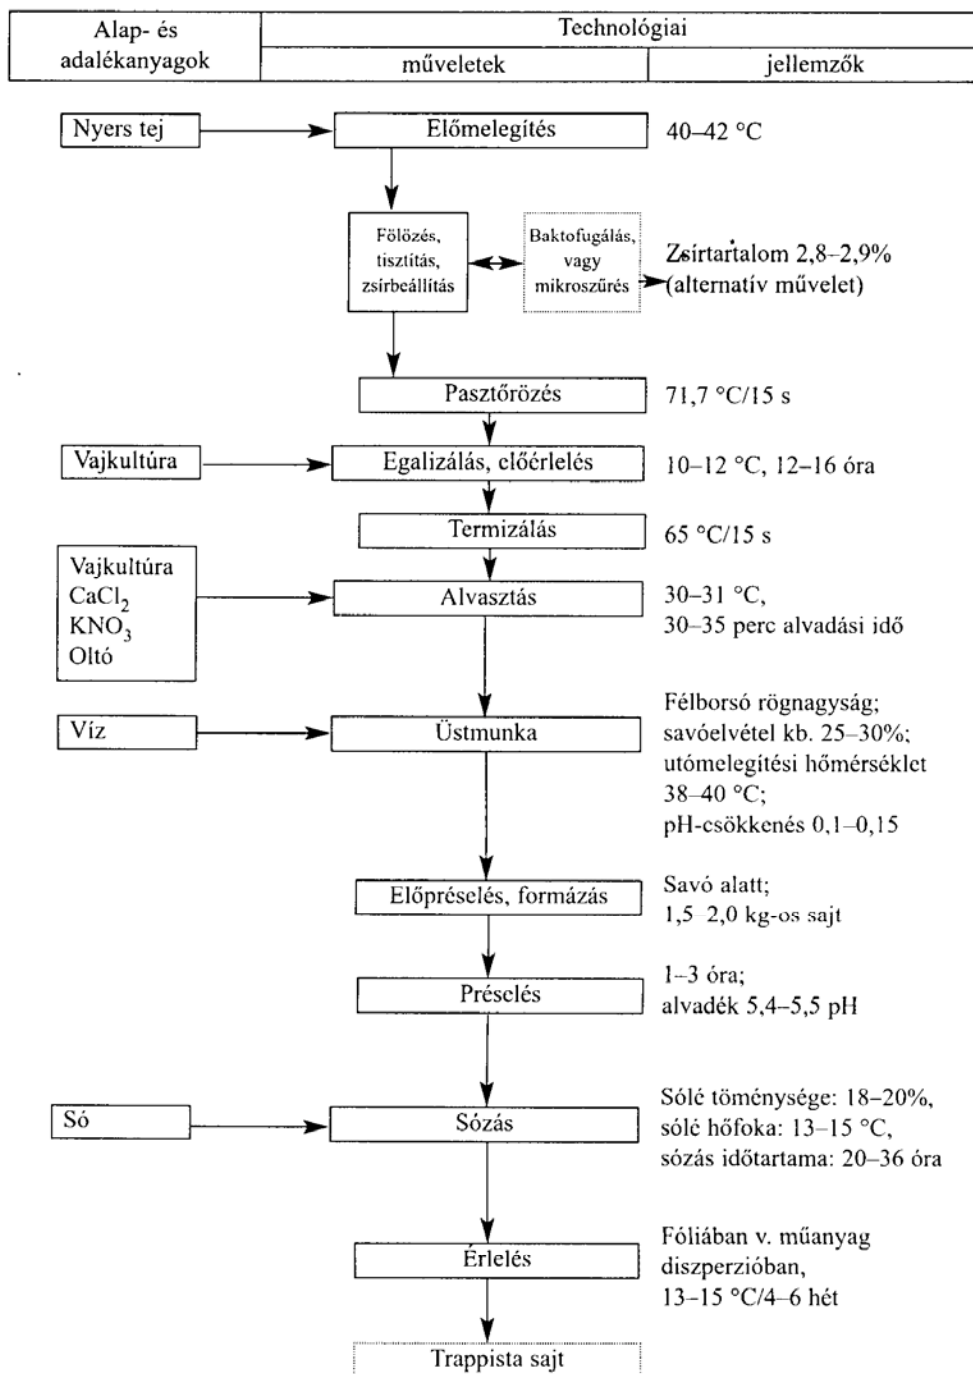 Alap- és
adalékanyagok
Technológiai
műveletek
jellemzők
Nyers tej
Előmelegítés
40–42 °C
Fölözés,
tisztítás,
zsírbeállítás
Baktofugálás,
vagy
mikroszűrés
Zsírtartalom 2,8–2,9%
(alternatív művelet)
Pasztőrözés
71,7 °C/15 s
Vajkultúra
Egalizálás, előérlelés
10–12 °C, 12–16 óra
Termizálás
65 °C/15 s
Vajkultúra
CaCl₂
KNO₃
Oltó
Alvasztás
30–31 °C,
30–35 perc alvadási idő
Víz
Üstmunka
Félborsó rögnagyság;
savóelvétel kb. 25–30%;
utómelegítési hőmérséklet
38–40 °C;
pH-csökkenés 0,1–0,15
Előpréselés, formázás
Savó alatt;
1,5–2,0 kg-os sajt
Préselés
1–3 óra;
alvadék 5,4–5,5 pH
Só
Sózás
Sólé töménysége: 18–20%,
sólé hőfoka: 13–15 °C,
sózás időtartama: 20–36 óra
Érlelés
Fóliában v. műanyag
diszperzióban,
13–15 °C/4–6 hét
Trappista sajt